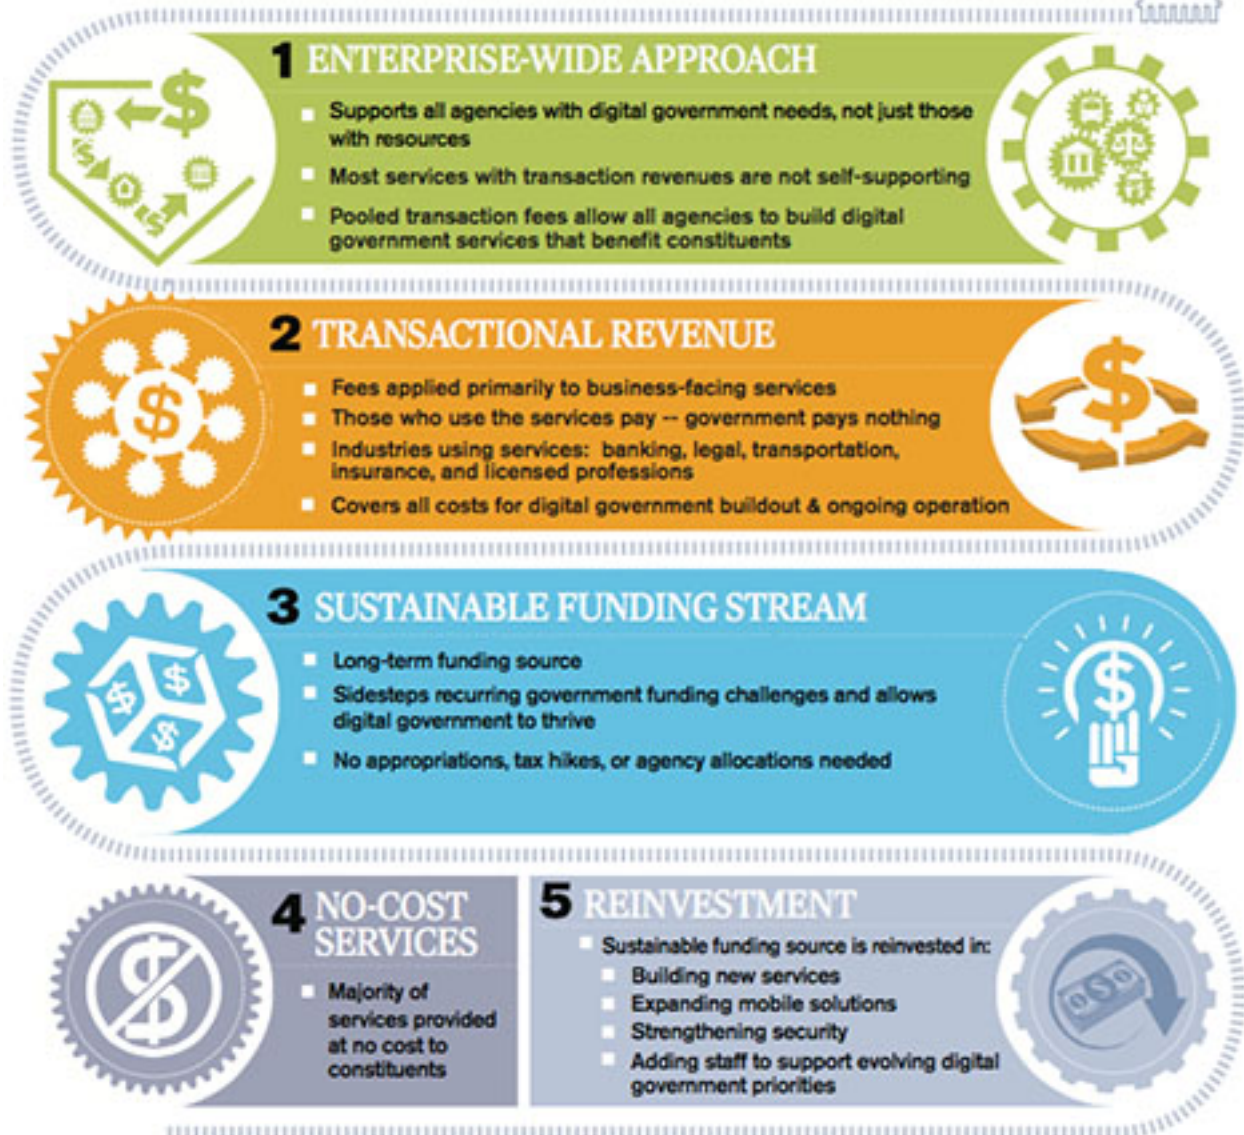 1 ENTERPRISE-WIDE APPROACH
Supports all agencies with digital government needs, not just those
with resources
Most services with transaction revenues are not self-supporting
Pooled transaction fees allow all agencies to build digital
government services that benefit constituents
2 TRANSACTIONAL REVENUE
Fees applied primarily to business-facing services
Those who use the services pay -- government pays nothing
Industries using services: banking, legal, transportation,
insurance, and licensed professions
Covers all costs for digital government buildout & ongoing operation
3 SUSTAINABLE FUNDING STREAM
Long-term funding source
Sidesteps recurring government funding challenges and allows
digital government to thrive
No appropriations, tax hikes, or agency allocations needed
4 NO-COST
SERVICES
Majority of
services provided
at no cost to
constituents
5 REINVESTMENT
Sustainable funding source is reinvested in:
Building new services
Expanding mobile solutions
Strengthening security
Adding staff to support evolving digital
government priorities